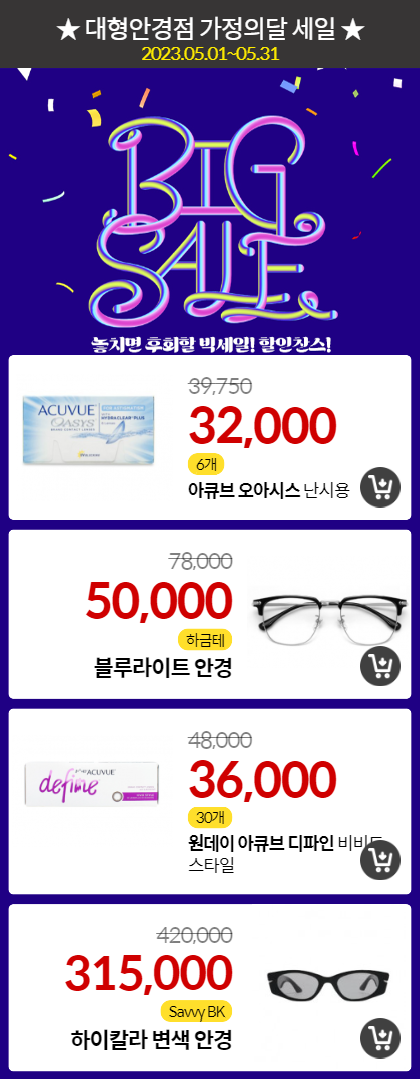 ★ 대형안경점 가정의달 세일 ★
2023.05.01~05.31
BIG
SALE
놓치면 후회할 빅세일! 할인찬스!
39,750
32,000
6개
아큐브 오아시스 난시용
ACUVUE
OASYS
HYDRACLEAR PLUS
78,000
50,000
하금테
블루라이트 안경
48,000
36,000
30개
원데이 아큐브 디파인 비비드
스타일
ACUVUE
define
420,000
315,000
Savvy BK
하이칼라 변색 안경